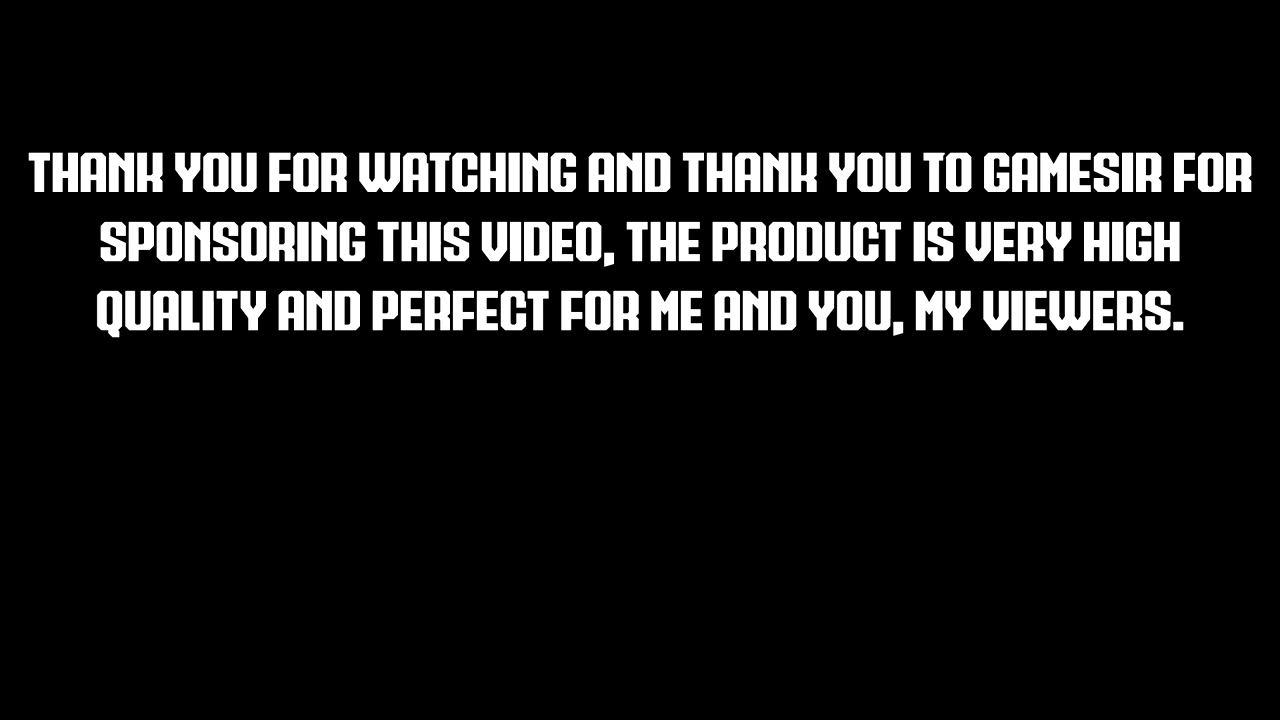 THANK YOU FOR WATCHING AND THANK YOU TO GAMESIR FOR
SPONSORING THIS VIDEO, THE PRODUCT IS VERY HIGH
QUALITY AND PERFECT FOR ME AND YOU, MY VIEWERS.